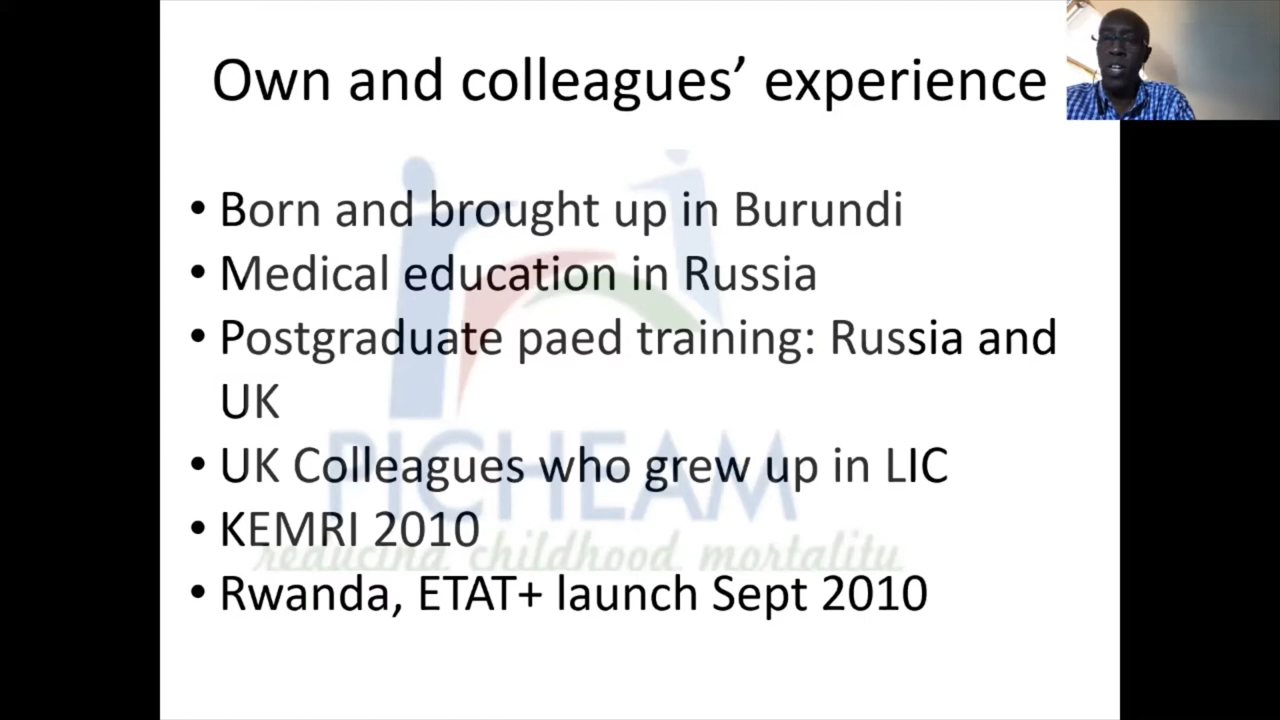 Own and colleagues’ experience
• Born and brought up in Burundi
• Medical education in Russia
• Postgraduate paed training: Russia and
UK
• UK Colleagues who grew up in LIC
• KEMRI 2010
• Rwanda, ETAT+ launch Sept 2010
PICHEAM
reducing childhood mortality